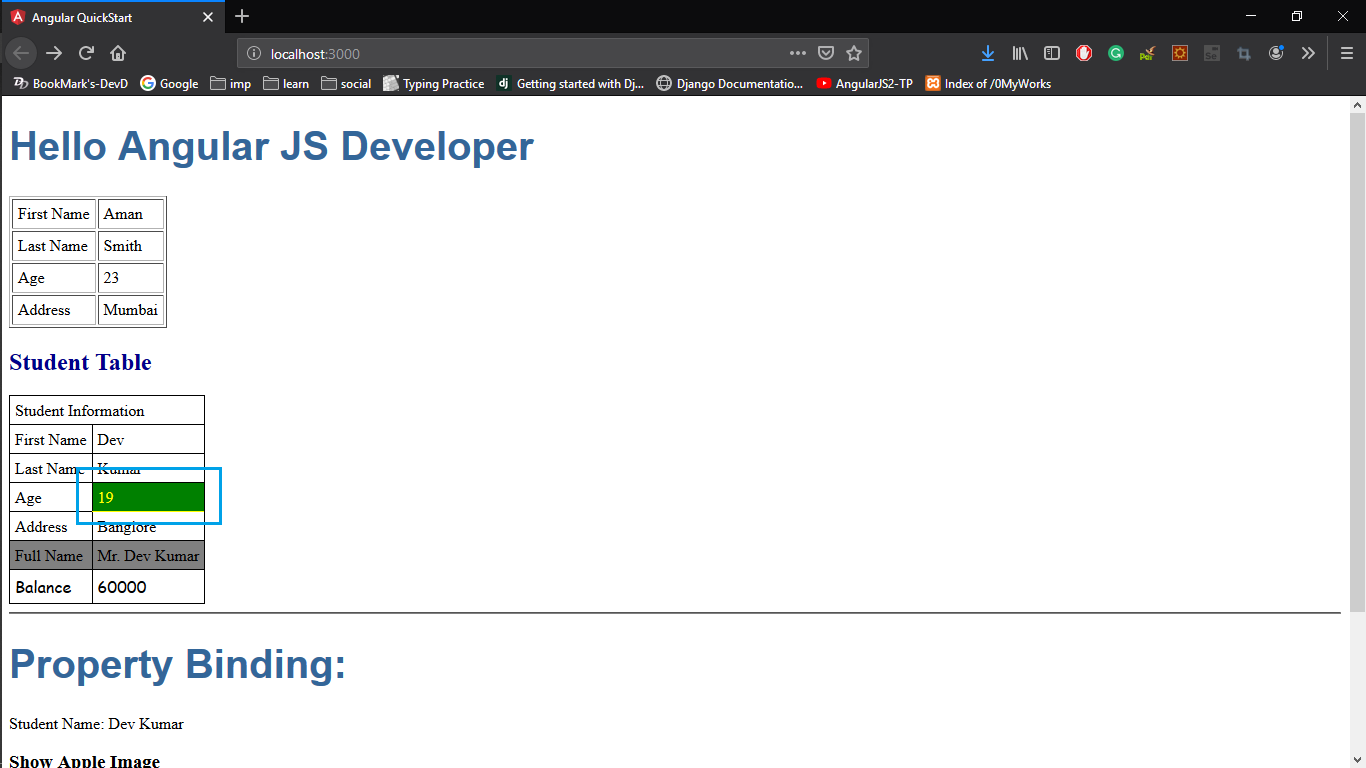 Angular QuickStart
localhost:3000
BookMark's-DevD Google imp learn social Typing Practice dj Getting started with Dj... Django Documentatio... AngularJS2-TP Index of /0MyWorks
Hello Angular JS Developer
First Name Aman
Last Name Smith
Age 23
Address Mumbai
Student Table
Student Information
First Name Dev
Last Name Kumar
Age 19
Address Banglore
Full Name Mr. Dev Kumar
Balance 60000
Property Binding:
Student Name: Dev Kumar
Show Apple Image